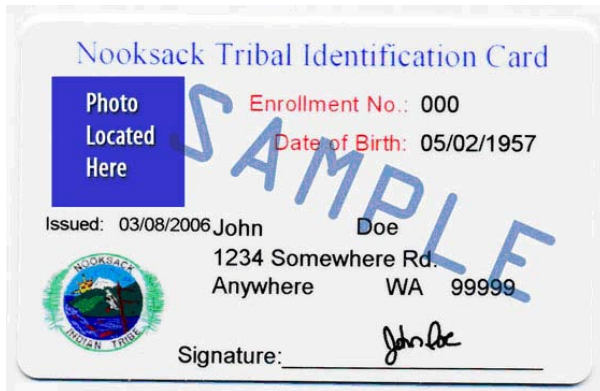 Nooksack Tribal Identification Card
Photo
Located
Here
Enrollment No.: 000
Date of Birth: 05/02/1957
SAMPLE
Issued: 03/08/2006
John Doe
1234 Somewhere Rd.
Anywhere WA 99999
NOOKSACK
INDIAN TRIBE
Signature: John Doe